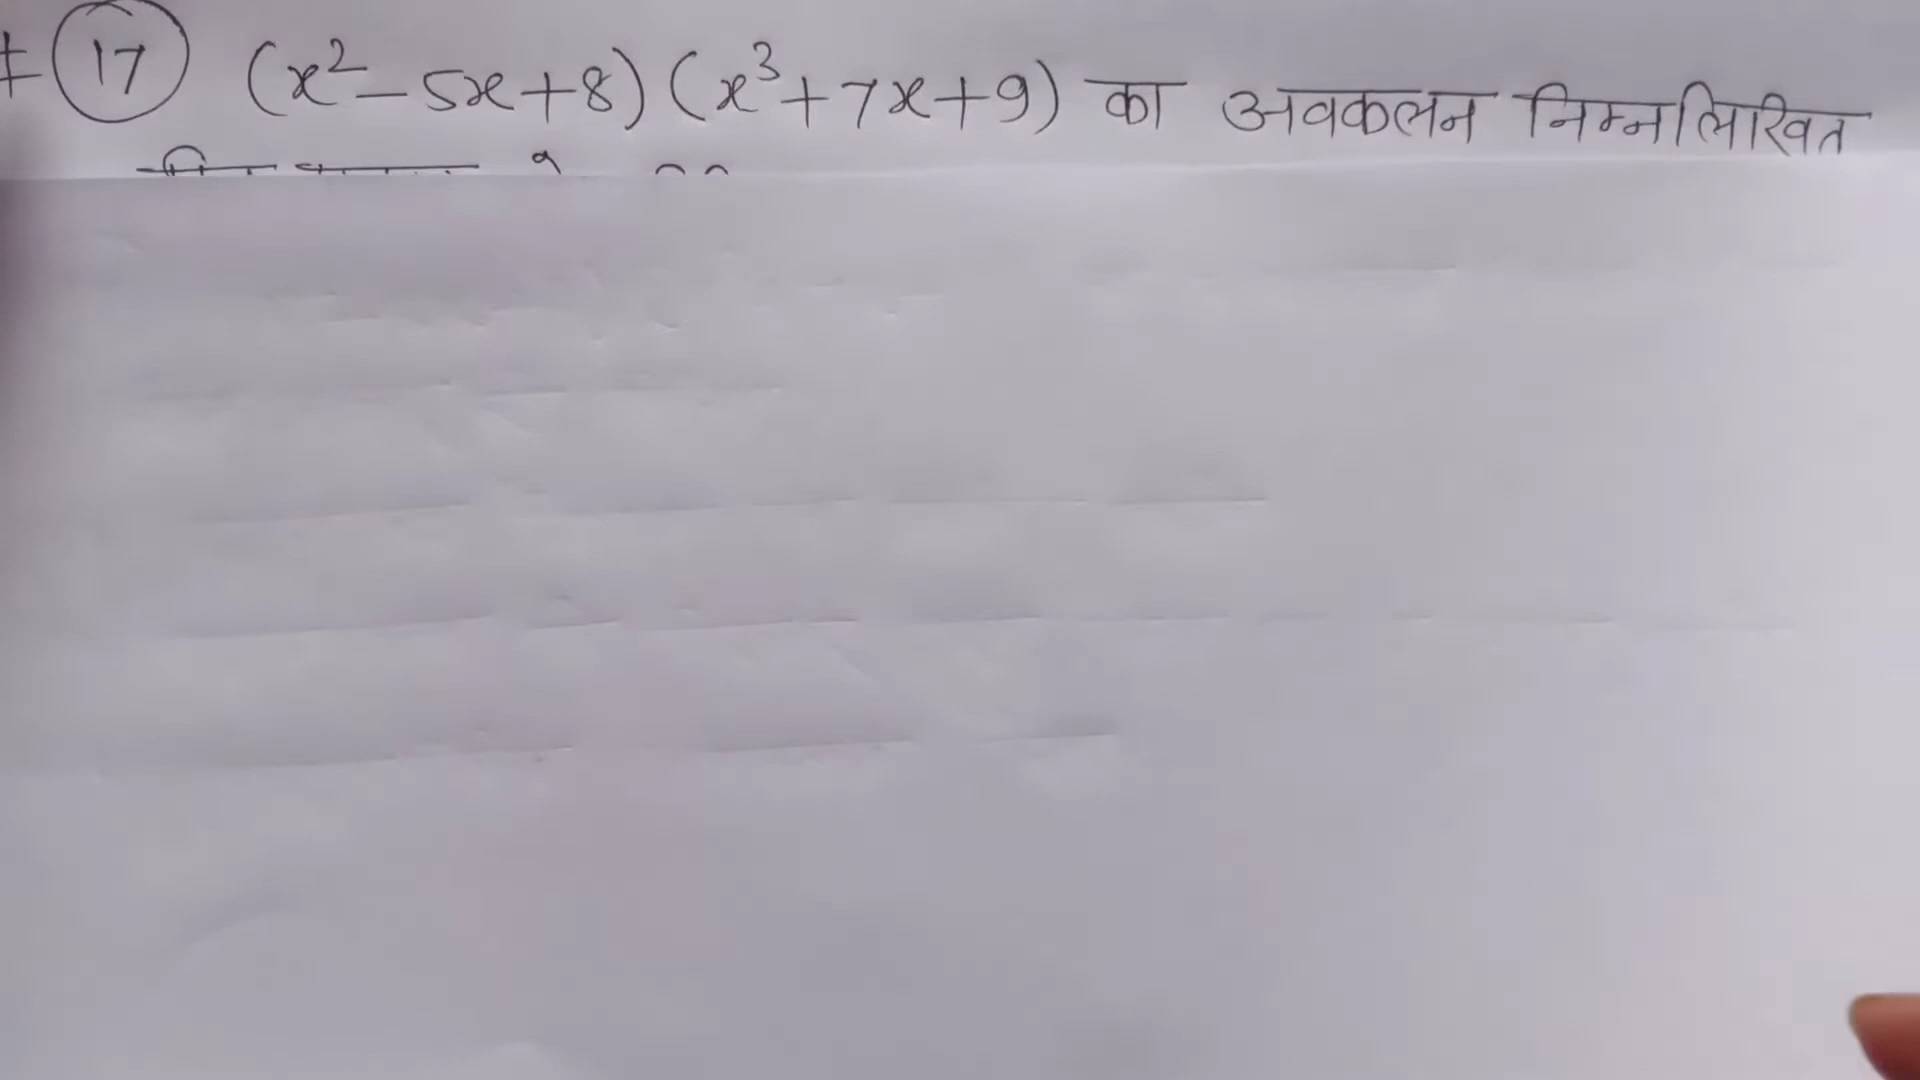 # 17 (x² - 5x + 8) (x³ + 7x + 9) का अवकलन निम्नलिखित